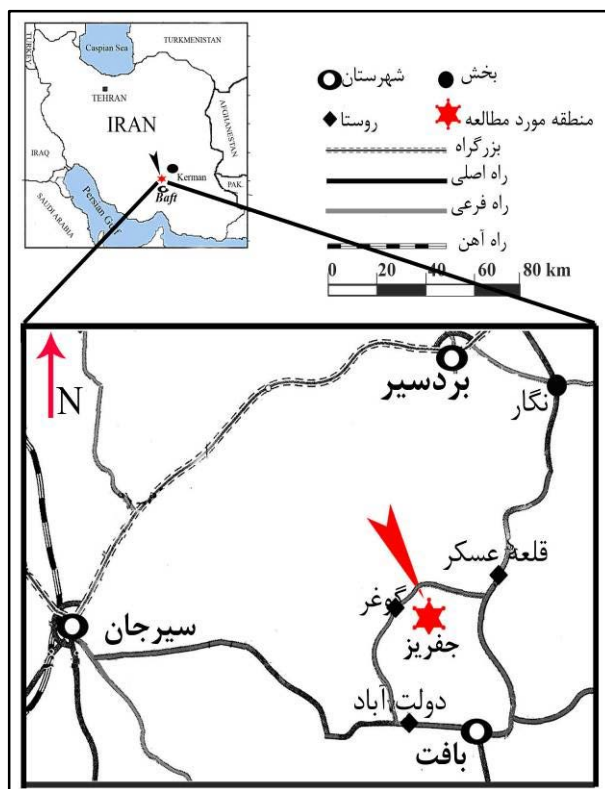 Caspian Sea
TURKMENISTAN
TURKEY
TEHRAN
IRAN
AFGHANISTAN
IRAQ
Kerman
PAK.
Baft
Persian Gulf
SAUDI ARABIA
شهرستان
بخش
روستا
منطقه مورد مطالعه
بزرگراه
راه اصلی
راه فرعی
راه آهن
0 20 40 60 80 km
N
بردسیر
نگار
قلعه عسکر
گوغر
جفریز
سیرجان
دولت آباد
بافت